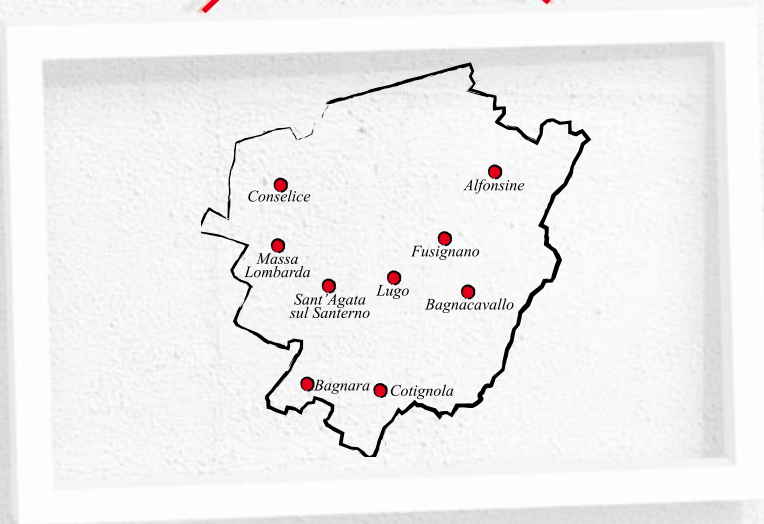 Alfonsine
Conselice
Fusignano
Massa
Lombarda
Lugo
Sant'Agata
sul Santerno
Bagnacavallo
Bagnara
Cotignola